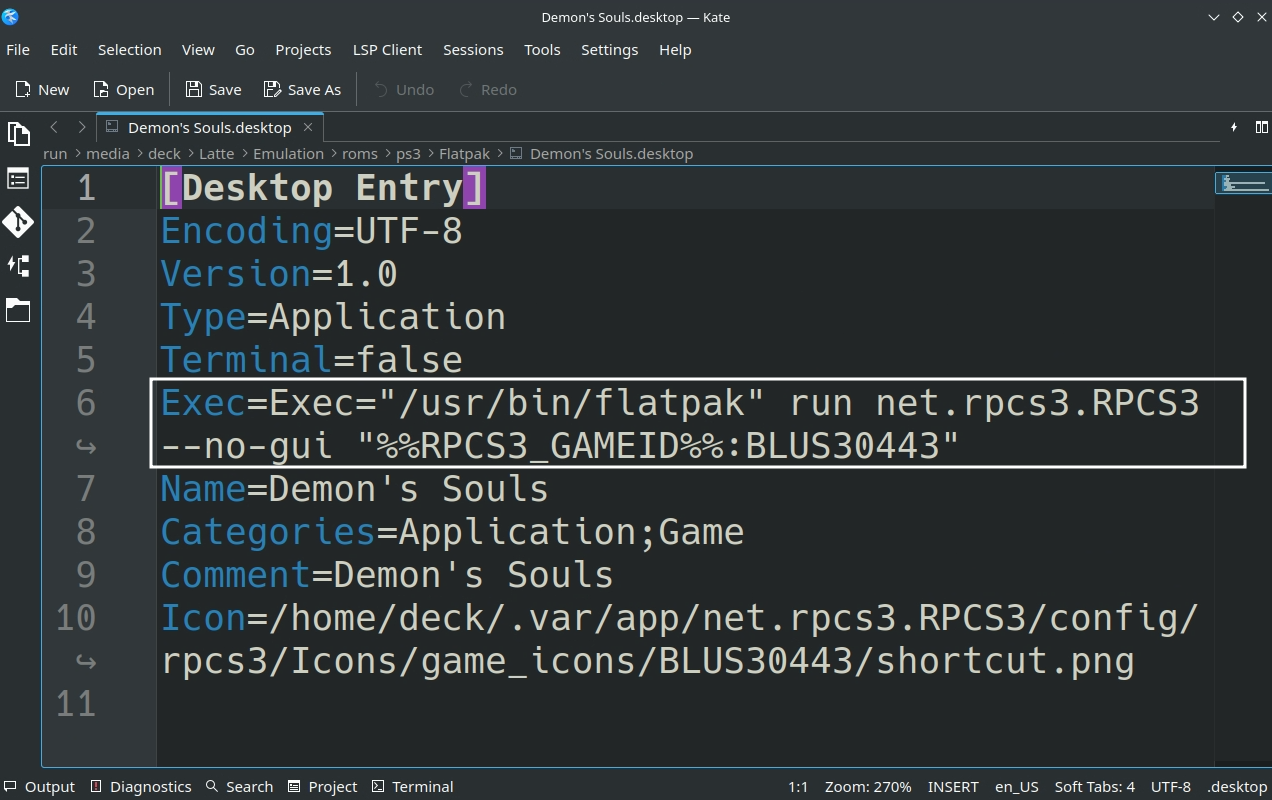 Demon's Souls.desktop — Kate
File Edit Selection View Go Projects LSP Client Sessions Tools Settings Help
New Open Save Save As Undo Redo
Demon's Souls.desktop
run > media > deck > Latte > Emulation > roms > ps3 > Flatpak > Demon's Souls.desktop
1 [Desktop Entry]
2 Encoding=UTF-8
3 Version=1.0
4 Type=Application
5 Terminal=false
6 Exec=Exec="/usr/bin/flatpak" run net.rpcs3.RPCS3
↪ --no-gui "%%RPCS3_GAMEID%%:BLUS30443"
7 Name=Demon's Souls
8 Categories=Application;Game
9 Comment=Demon's Souls
10 Icon=/home/deck/.var/app/net.rpcs3.RPCS3/config/
↪ rpcs3/Icons/game_icons/BLUS30443/shortcut.png
11
Output Diagnostics Search Project Terminal 1:1 Zoom: 270% INSERT en_US Soft Tabs: 4 UTF-8 .desktop